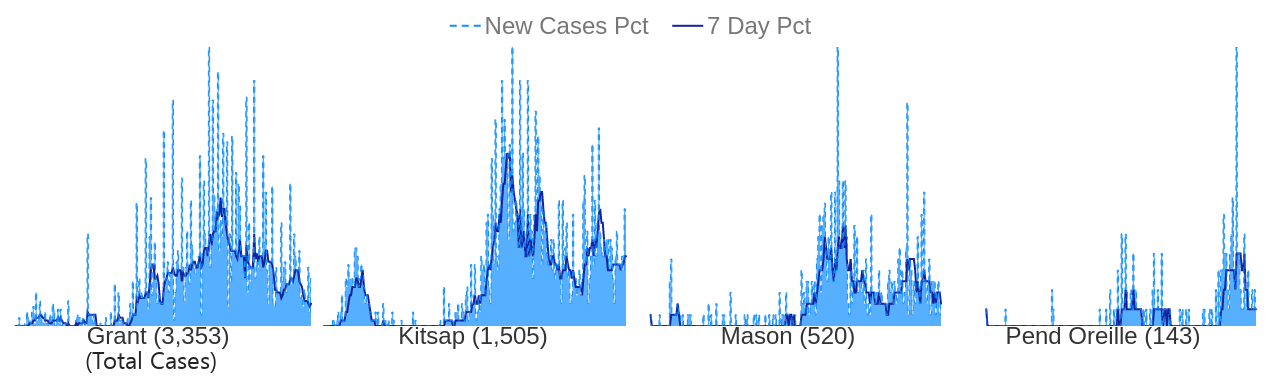 New Cases Pct 7 Day Pct
Grant (3,353) Kitsap (1,505) Mason (520) Pend Oreille (143)
(Total Cases)